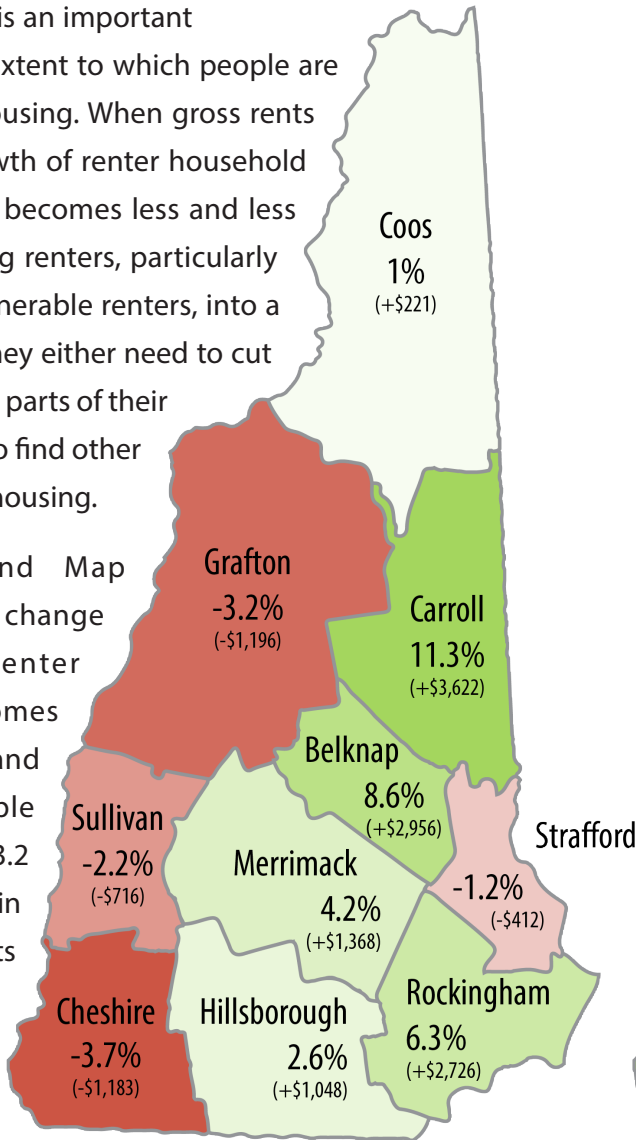 is an important
xtent to which people are
ousing. When gross rents
wth of renter household
becomes less and less
g renters, particularly
nerable renters, into a
ney either need to cut
parts of their
o find other
housing.
nd Map
change
enter
omes
and
ple
3.2
in
ts
Coos
1%
(+$221)
Grafton
-3.2%
(-$1,196)
Carroll
11.3%
(+$3,622)
Belknap
8.6%
(+$2,956)
Sullivan
-2.2%
(-$716)
Merrimack
4.2%
(+$1,368)
Strafford
-1.2%
(-$412)
Cheshire
-3.7%
(-$1,183)
Hillsborough
2.6%
(+$1,048)
Rockingham
6.3%
(+$2,726)